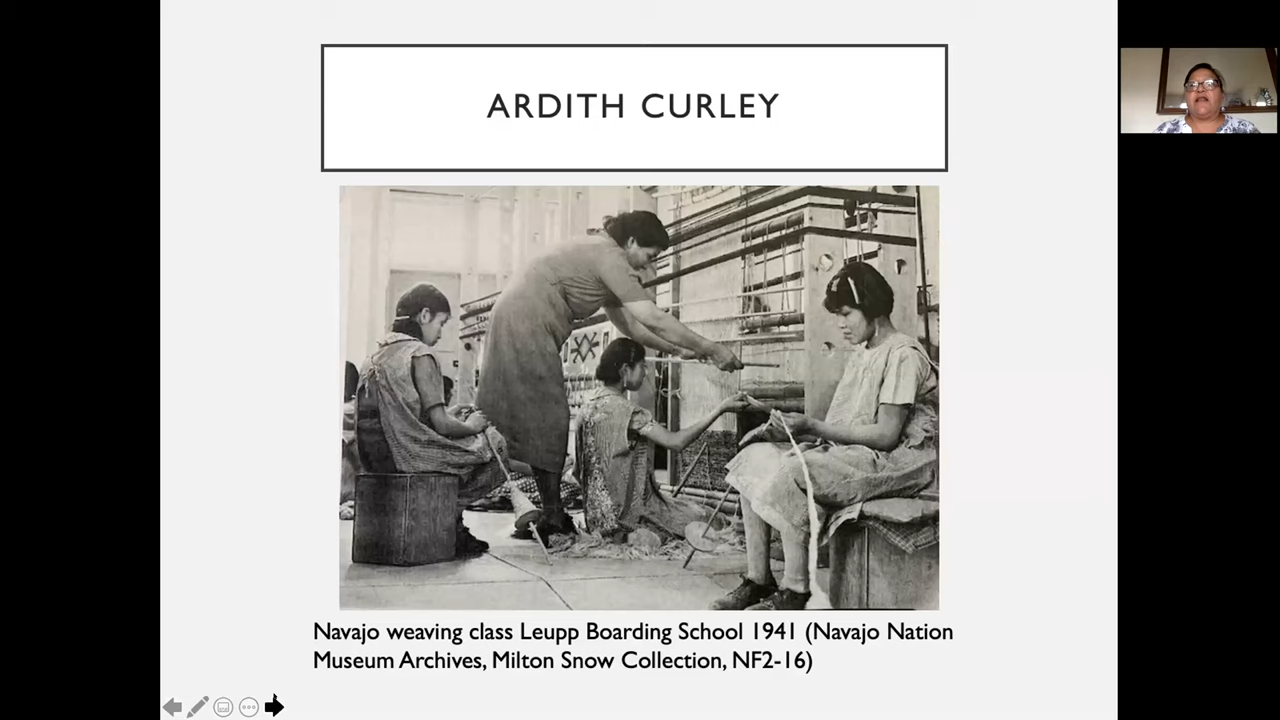 ARDITH CURLEY
Navajo weaving class Leupp Boarding School 1941 (Navajo Nation
Museum Archives, Milton Snow Collection, NF2-16)